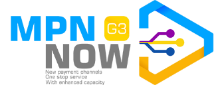 MPN G3
NOW
New payment channels
One stop service
With enhanced capacity